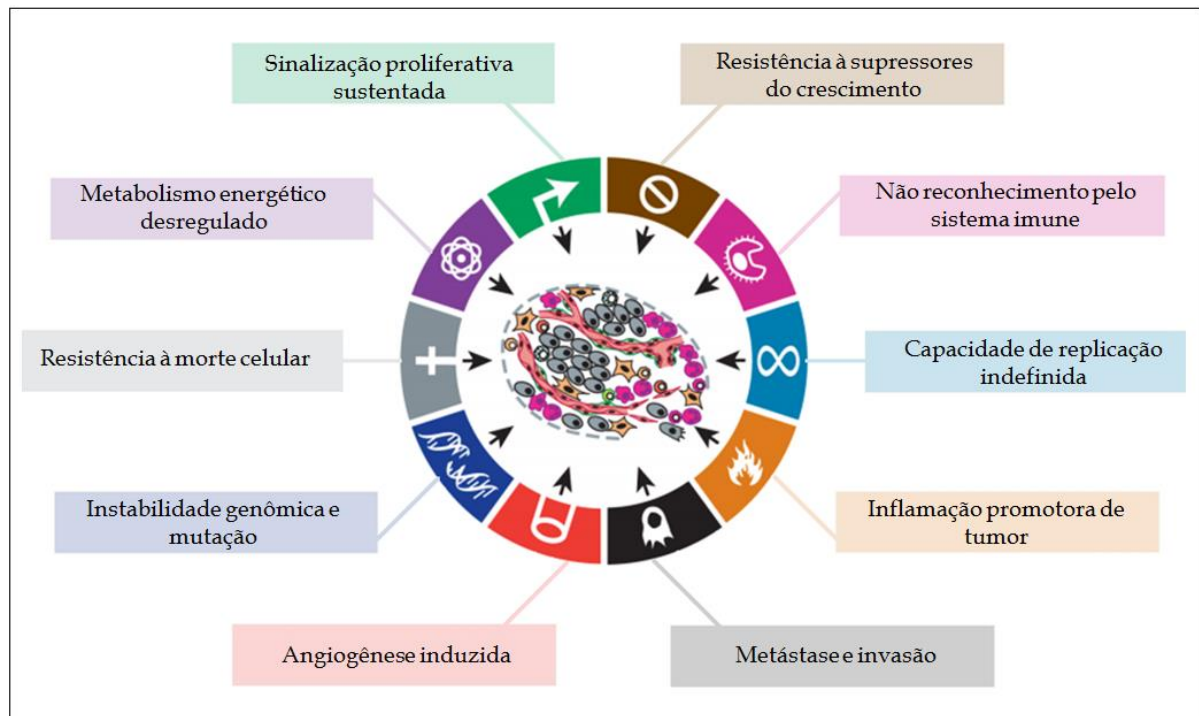 Sinalização proliferativa
sustentada
Resistência à supressores
do crescimento
Metabolismo energético
desregulado
Não reconhecimento pelo
sistema imune
Resistência à morte celular
Capacidade de replicação
indefinida
Instabilidade genômica e
mutação
Inflamação promotora de
tumor
Angiogênese induzida
Metástase e invasão